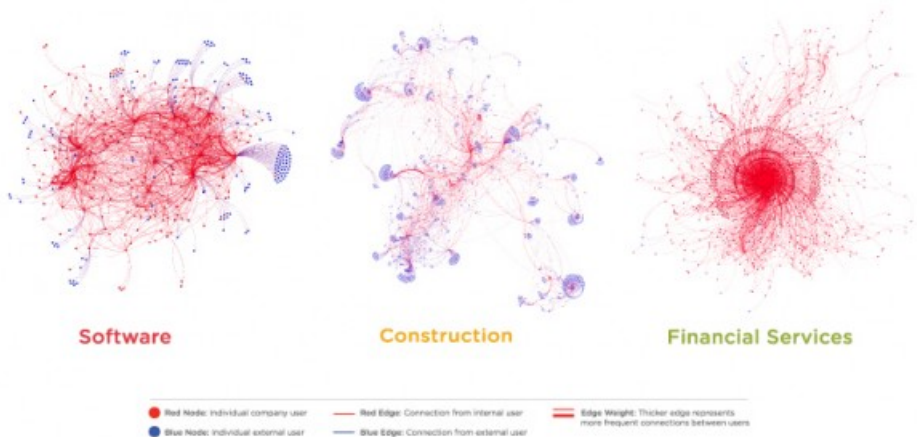 Software
Construction
Financial Services
Red Node: Individual company user
Red Edge: Connection from internal user
Edge Weight: Thicker edge represents
more frequent connections between users
Blue Node: Individual external user
Blue Edge: Connection from external user